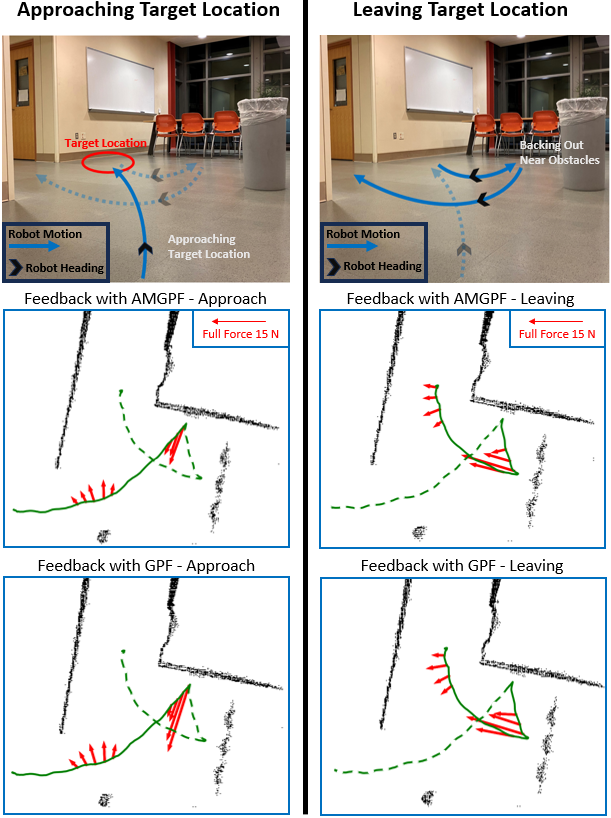 Approaching Target Location
Leaving Target Location
Target Location
Approaching
Target Location
Robot Motion
Robot Heading
Backing Out
Near Obstacles
Robot Motion
Robot Heading
Feedback with AMGPF - Approach
Feedback with AMGPF - Leaving
Full Force 15 N
Full Force 15 N
Feedback with GPF - Approach
Feedback with GPF - Leaving